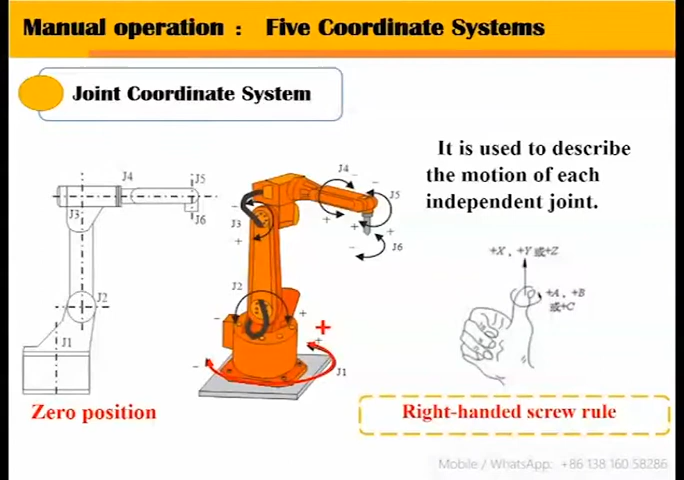 Manual operation : Five Coordinate Systems
Joint Coordinate System
It is used to describe
the motion of each
independent joint.
J4
J5
J3
J6
J2
J1
J4
J5
J3
J6
J2
J1
+
+X, +Y或+Z
+A, +B
或+C
Zero position
Right-handed screw rule
Mobile / WhatsApp: +86 138 160 58286